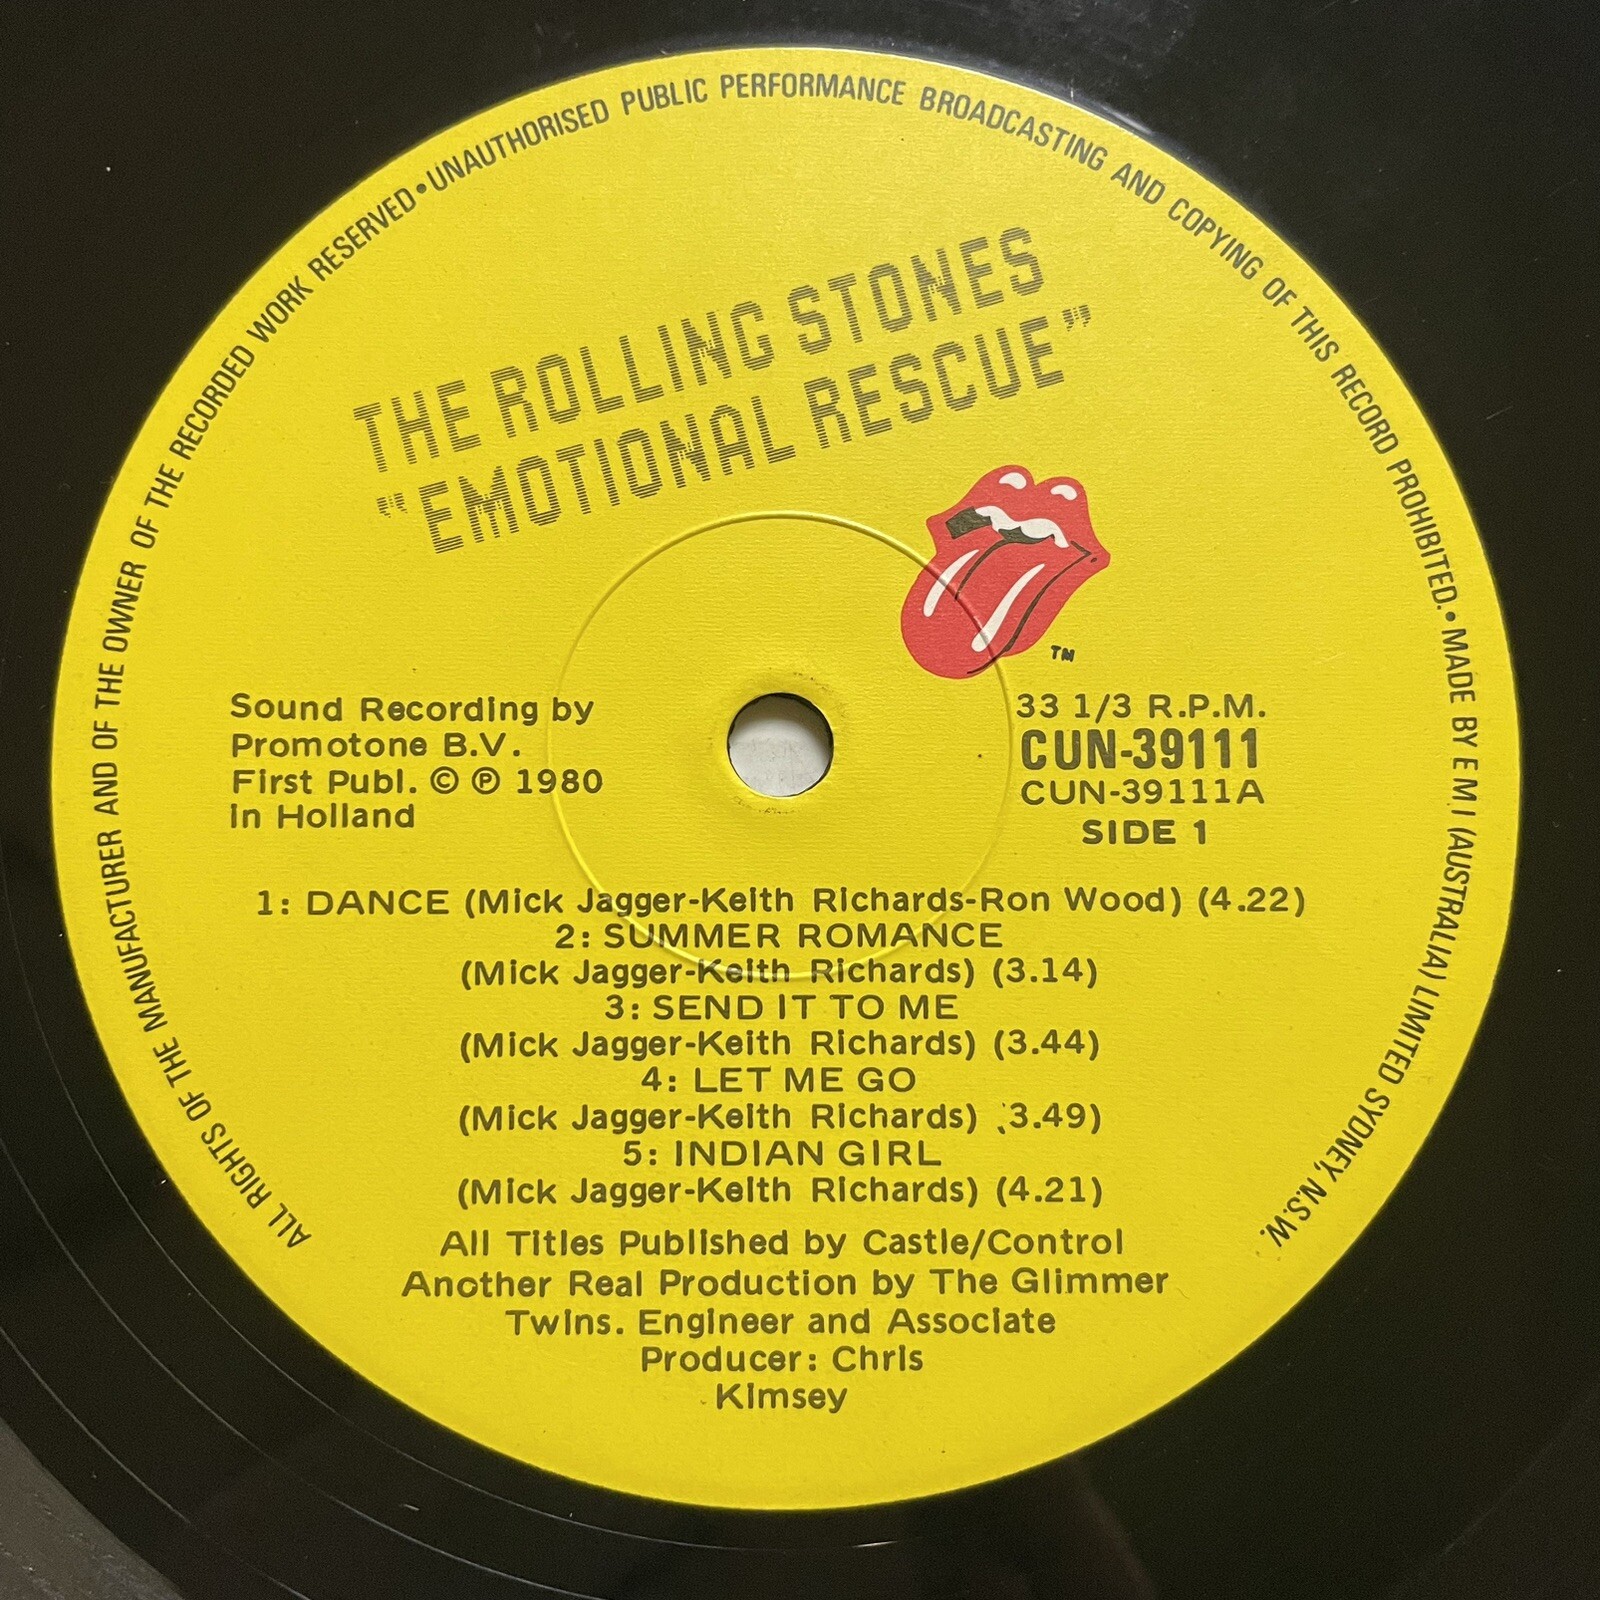 ALL RIGHTS OF THE MANUFACTURER AND OF THE OWNER OF THE RECORDED WORK RESERVED • UNAUTHORISED PUBLIC PERFORMANCE BROADCASTING AND COPYING OF THIS RECORD PROHIBITED. • MADE BY E M I (AUSTRALIA) LIMITED SYDNEY, N.S.W.
THE ROLLING STONES
"EMOTIONAL RESCUE"
TM
Sound Recording by
Promotone B.V.
First Publ. © ℗ 1980
in Holland
33 1/3 R.P.M.
CUN-39111
CUN-39111A
SIDE 1
1: DANCE (Mick Jagger-Keith Richards-Ron Wood) (4.22)
2: SUMMER ROMANCE
(Mick Jagger-Keith Richards) (3.14)
3: SEND IT TO ME
(Mick Jagger-Keith Richards) (3.44)
4: LET ME GO
(Mick Jagger-Keith Richards) (3.49)
5: INDIAN GIRL
(Mick Jagger-Keith Richards) (4.21)
All Titles Published by Castle/Control
Another Real Production by The Glimmer
Twins. Engineer and Associate
Producer: Chris
Kimsey